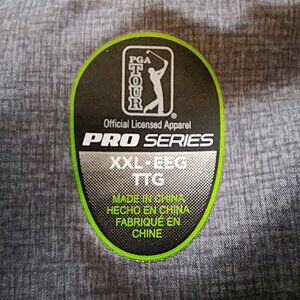 PGA
TOUR
Official Licensed Apparel
PRO SERIES
XXL • EEG
TTG
MADE IN CHINA
HECHO EN CHINA
FABRIQUÉ EN
CHINE